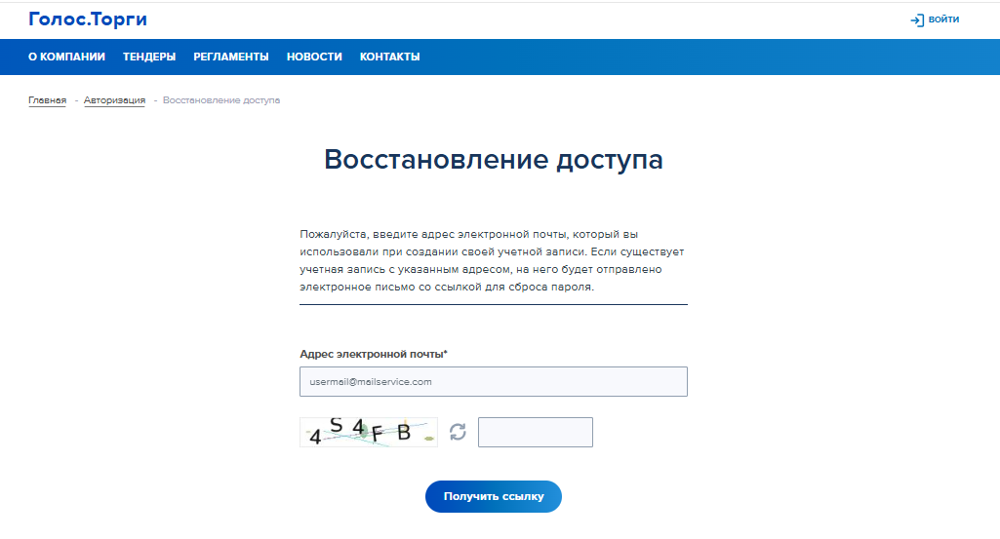 Голос.Торги
ВОЙТИ
О КОМПАНИИ ТЕНДЕРЫ РЕГЛАМЕНТЫ НОВОСТИ КОНТАКТЫ
Главная - Авторизация - Восстановление доступа
Восстановление доступа
Пожалуйста, введите адрес электронной почты, который вы
использовали при создании своей учетной записи. Если существует
учетная запись с указанным адресом, на него будет отправлено
электронное письмо со ссылкой для сброса пароля.
Адрес электронной почты*
usermail@mailservice.com
4S4FB
Получить ссылку